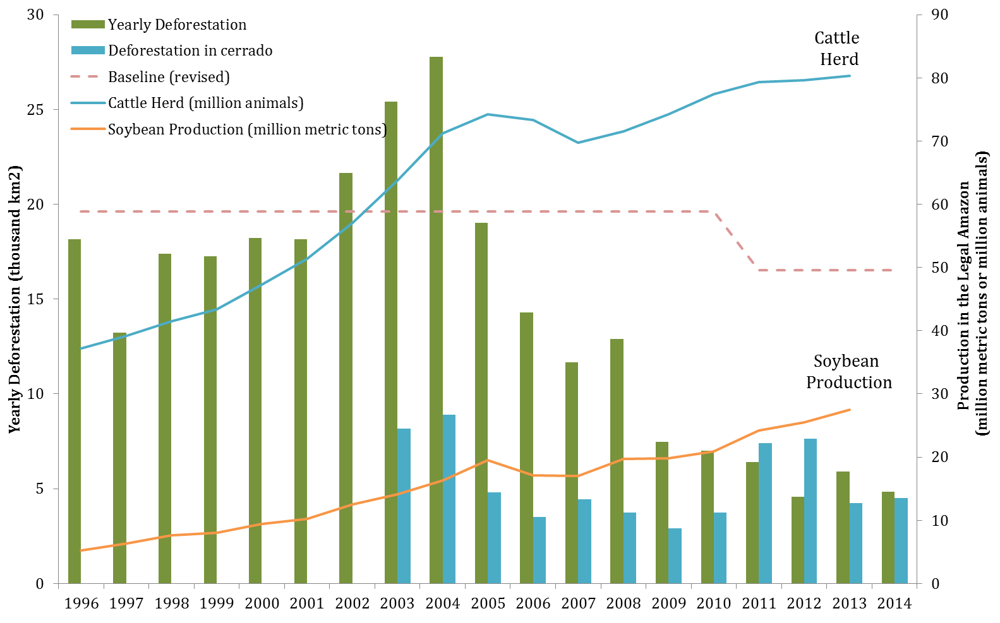 30
25
20
15
10
5
0
Yearly Deforestation (thousand km2)
Yearly Deforestation
Deforestation in cerrado
Baseline (revised)
Cattle Herd (million animals)
Soybean Production (million metric tons)
Cattle
Herd
Soybean
Production
90
80
70
60
50
40
30
20
10
0
Production in the Legal Amazon
(million metric tons or million animals)
1996 1997 1998 1999 2000 2001 2002 2003 2004 2005 2006 2007 2008 2009 2010 2011 2012 2013 2014